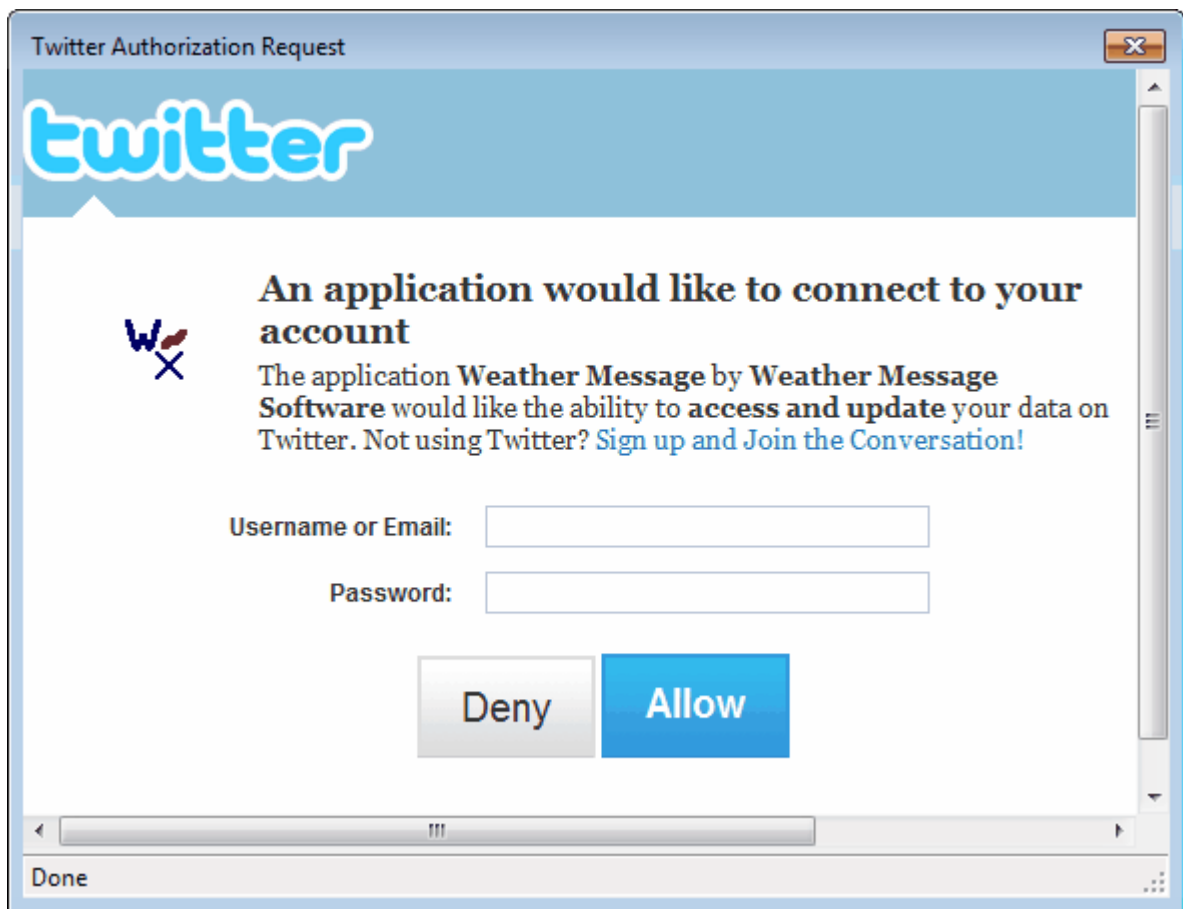 Twitter Authorization Request
twitter
An application would like to connect to your
account
The application Weather Message by Weather Message
Software would like the ability to access and update your data on
Twitter. Not using Twitter? Sign up and Join the Conversation!
Username or Email:
Password:
Deny Allow
Done